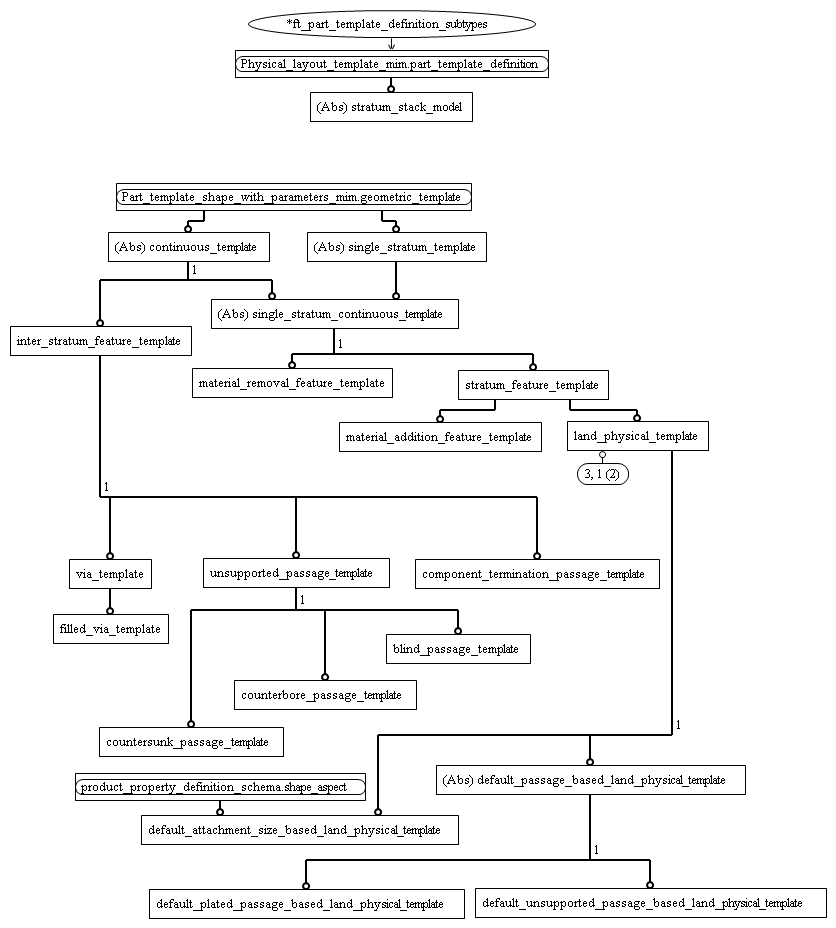 *ft_part_template_definition_subtypes
Physical_layout_template_mim.part_template_definition
(Abs) stratum_stack_model
Part_template_shape_with_parameters_mim.geometric_template
(Abs) continuous_template
(Abs) single_stratum_template
1
(Abs) single_stratum_continuous_template
inter_stratum_feature_template
1
material_removal_feature_template
stratum_feature_template
material_addition_feature_template
land_physical_template
3, 1 (2)
1
via_template
unsupported_passage_template
component_termination_passage_template
1
filled_via_template
blind_passage_template
counterbore_passage_template
countersunk_passage_template
1
product_property_definition_schema.shape_aspect
(Abs) default_passage_based_land_physical_template
default_attachment_size_based_land_physical_template
1
default_plated_passage_based_land_physical_template
default_unsupported_passage_based_land_physical_template